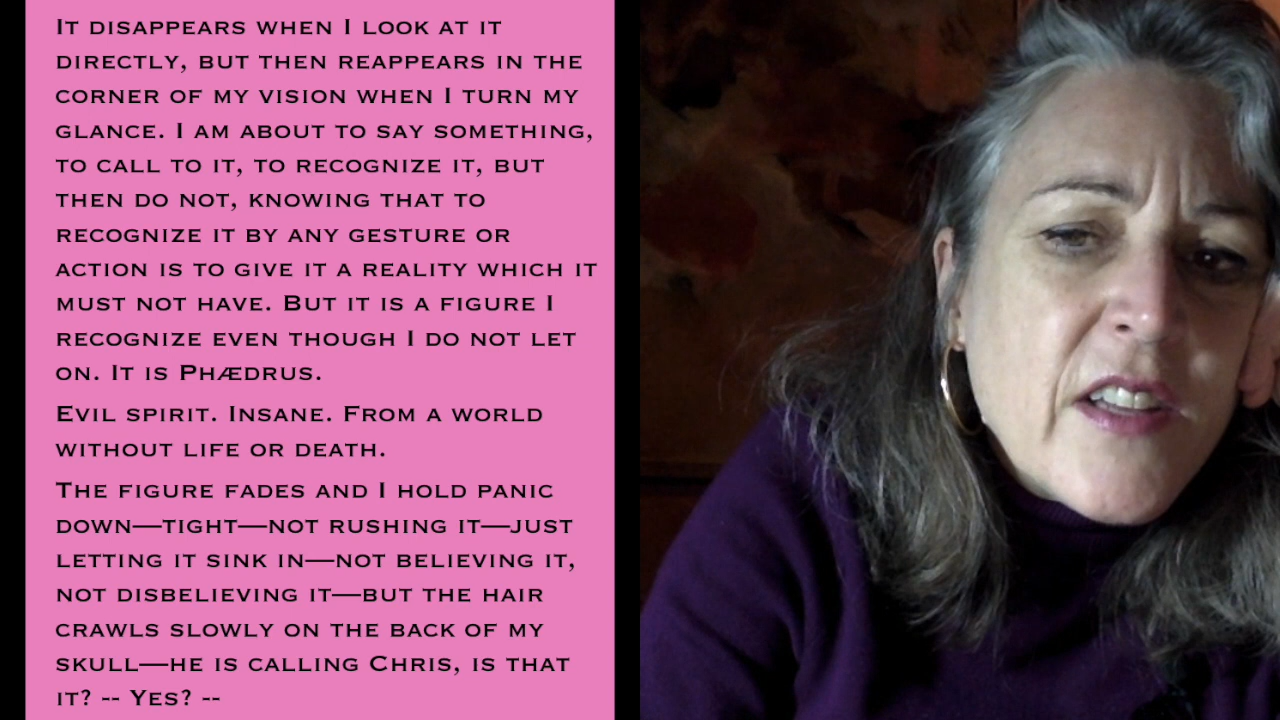 It disappears when I look at it
directly, but then reappears in the
corner of my vision when I turn my
glance. I am about to say something,
to call to it, to recognize it, but
then do not, knowing that to
recognize it by any gesture or
action is to give it a reality which it
must not have. But it is a figure I
recognize even though I do not let
on. It is Phædrus.
Evil spirit. Insane. From a world
without life or death.
The figure fades and I hold panic
down—tight—not rushing it—just
letting it sink in—not believing it,
not disbelieving it—but the hair
crawls slowly on the back of my
skull—he is calling Chris, is that
it? -- Yes? --